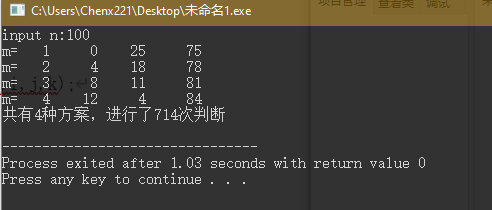 C:\Users\Chenx221\Desktop\未命名1.exe
项目管理 查看类 调试
input n:100
m= 1 0 25 75
m= 2 4 18 78
m= 3 8 11 81
m= 4 12 4 84
共有4种方案，进行了714次判断
--------------------------------
Process exited after 1.03 seconds with return value 0
Press any key to continue . . .